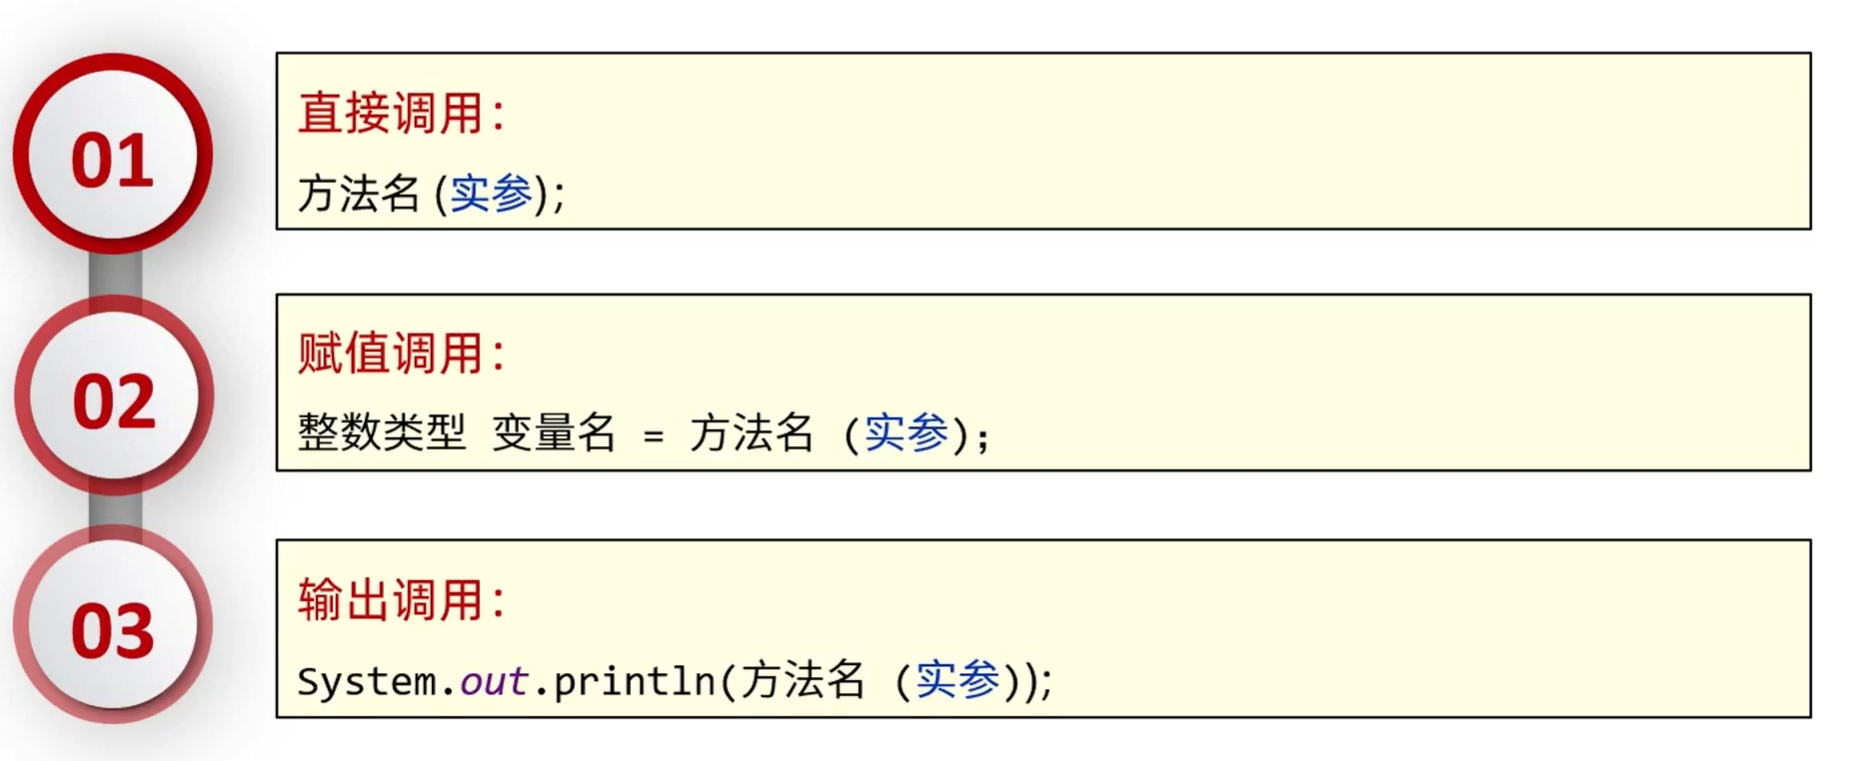 01
直接调用：
方法名(实参);
02
赋值调用：
整数类型 变量名 = 方法名 (实参);
03
输出调用：
System.out.println(方法名 (实参));